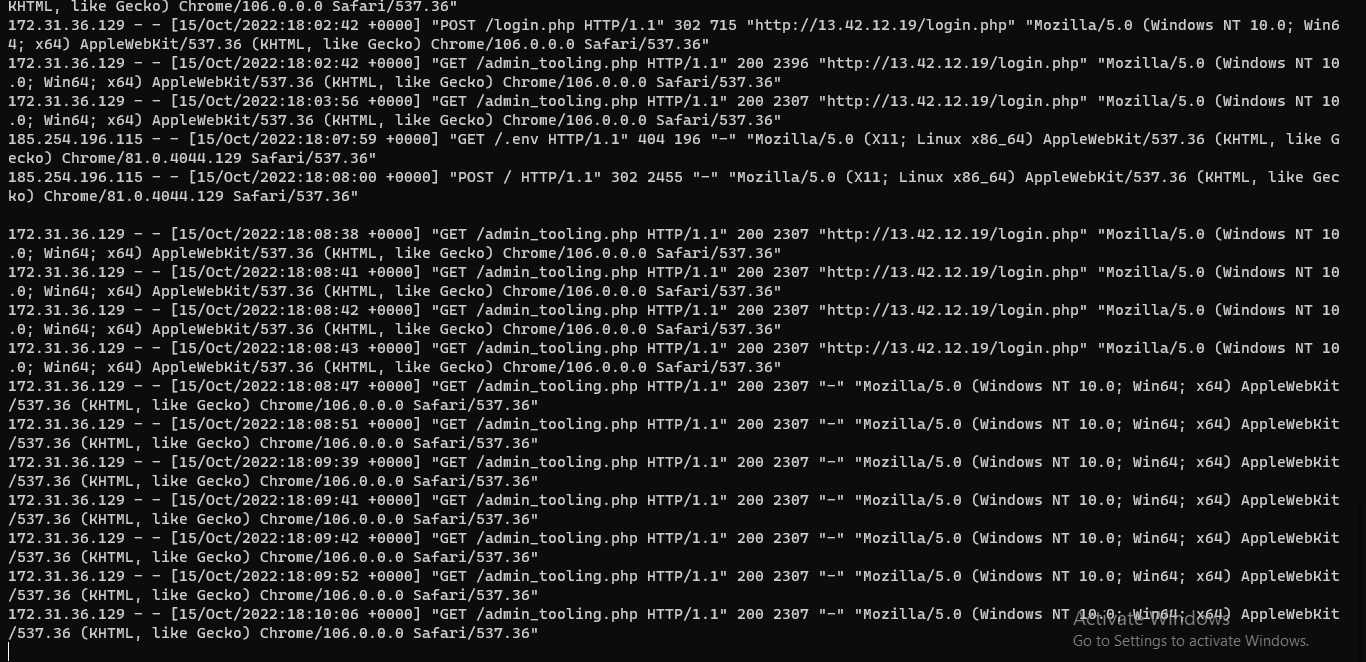 KHTML, like Gecko) Chrome/106.0.0.0 Safari/537.36"
172.31.36.129 - - [15/Oct/2022:18:02:42 +0000] "POST /login.php HTTP/1.1" 302 715 "http://13.42.12.19/login.php" "Mozilla/5.0 (Windows NT 10.0; Win6
4; x64) AppleWebKit/537.36 (KHTML, like Gecko) Chrome/106.0.0.0 Safari/537.36"
172.31.36.129 - - [15/Oct/2022:18:02:42 +0000] "GET /admin_tooling.php HTTP/1.1" 200 2396 "http://13.42.12.19/login.php" "Mozilla/5.0 (Windows NT 10
.0; Win64; x64) AppleWebKit/537.36 (KHTML, like Gecko) Chrome/106.0.0.0 Safari/537.36"
172.31.36.129 - - [15/Oct/2022:18:03:56 +0000] "GET /admin_tooling.php HTTP/1.1" 200 2307 "http://13.42.12.19/login.php" "Mozilla/5.0 (Windows NT 10
.0; Win64; x64) AppleWebKit/537.36 (KHTML, like Gecko) Chrome/106.0.0.0 Safari/537.36"
185.254.196.115 - - [15/Oct/2022:18:07:59 +0000] "GET /.env HTTP/1.1" 404 196 "-" "Mozilla/5.0 (X11; Linux x86_64) AppleWebKit/537.36 (KHTML, like G
ecko) Chrome/81.0.4044.129 Safari/537.36"
185.254.196.115 - - [15/Oct/2022:18:08:00 +0000] "POST / HTTP/1.1" 302 2455 "-" "Mozilla/5.0 (X11; Linux x86_64) AppleWebKit/537.36 (KHTML, like Gec
ko) Chrome/81.0.4044.129 Safari/537.36"
172.31.36.129 - - [15/Oct/2022:18:08:38 +0000] "GET /admin_tooling.php HTTP/1.1" 200 2307 "http://13.42.12.19/login.php" "Mozilla/5.0 (Windows NT 10
.0; Win64; x64) AppleWebKit/537.36 (KHTML, like Gecko) Chrome/106.0.0.0 Safari/537.36"
172.31.36.129 - - [15/Oct/2022:18:08:41 +0000] "GET /admin_tooling.php HTTP/1.1" 200 2307 "http://13.42.12.19/login.php" "Mozilla/5.0 (Windows NT 10
.0; Win64; x64) AppleWebKit/537.36 (KHTML, like Gecko) Chrome/106.0.0.0 Safari/537.36"
172.31.36.129 - - [15/Oct/2022:18:08:42 +0000] "GET /admin_tooling.php HTTP/1.1" 200 2307 "http://13.42.12.19/login.php" "Mozilla/5.0 (Windows NT 10
.0; Win64; x64) AppleWebKit/537.36 (KHTML, like Gecko) Chrome/106.0.0.0 Safari/537.36"
172.31.36.129 - - [15/Oct/2022:18:08:43 +0000] "GET /admin_tooling.php HTTP/1.1" 200 2307 "http://13.42.12.19/login.php" "Mozilla/5.0 (Windows NT 10
.0; Win64; x64) AppleWebKit/537.36 (KHTML, like Gecko) Chrome/106.0.0.0 Safari/537.36"
172.31.36.129 - - [15/Oct/2022:18:08:47 +0000] "GET /admin_tooling.php HTTP/1.1" 200 2307 "-" "Mozilla/5.0 (Windows NT 10.0; Win64; x64) AppleWebKit
/537.36 (KHTML, like Gecko) Chrome/106.0.0.0 Safari/537.36"
172.31.36.129 - - [15/Oct/2022:18:08:51 +0000] "GET /admin_tooling.php HTTP/1.1" 200 2307 "-" "Mozilla/5.0 (Windows NT 10.0; Win64; x64) AppleWebKit
/537.36 (KHTML, like Gecko) Chrome/106.0.0.0 Safari/537.36"
172.31.36.129 - - [15/Oct/2022:18:09:39 +0000] "GET /admin_tooling.php HTTP/1.1" 200 2307 "-" "Mozilla/5.0 (Windows NT 10.0; Win64; x64) AppleWebKit
/537.36 (KHTML, like Gecko) Chrome/106.0.0.0 Safari/537.36"
172.31.36.129 - - [15/Oct/2022:18:09:41 +0000] "GET /admin_tooling.php HTTP/1.1" 200 2307 "-" "Mozilla/5.0 (Windows NT 10.0; Win64; x64) AppleWebKit
/537.36 (KHTML, like Gecko) Chrome/106.0.0.0 Safari/537.36"
172.31.36.129 - - [15/Oct/2022:18:09:42 +0000] "GET /admin_tooling.php HTTP/1.1" 200 2307 "-" "Mozilla/5.0 (Windows NT 10.0; Win64; x64) AppleWebKit
/537.36 (KHTML, like Gecko) Chrome/106.0.0.0 Safari/537.36"
172.31.36.129 - - [15/Oct/2022:18:09:52 +0000] "GET /admin_tooling.php HTTP/1.1" 200 2307 "-" "Mozilla/5.0 (Windows NT 10.0; Win64; x64) AppleWebKit
/537.36 (KHTML, like Gecko) Chrome/106.0.0.0 Safari/537.36"
172.31.36.129 - - [15/Oct/2022:18:10:06 +0000] "GET /admin_tooling.php HTTP/1.1" 200 2307 "-" "Mozilla/5.0 (Windows NT 10.0; Win64; x64) AppleWebKit
/537.36 (KHTML, like Gecko) Chrome/106.0.0.0 Safari/537.36"
Activate Windows
Go to Settings to activate Windows.